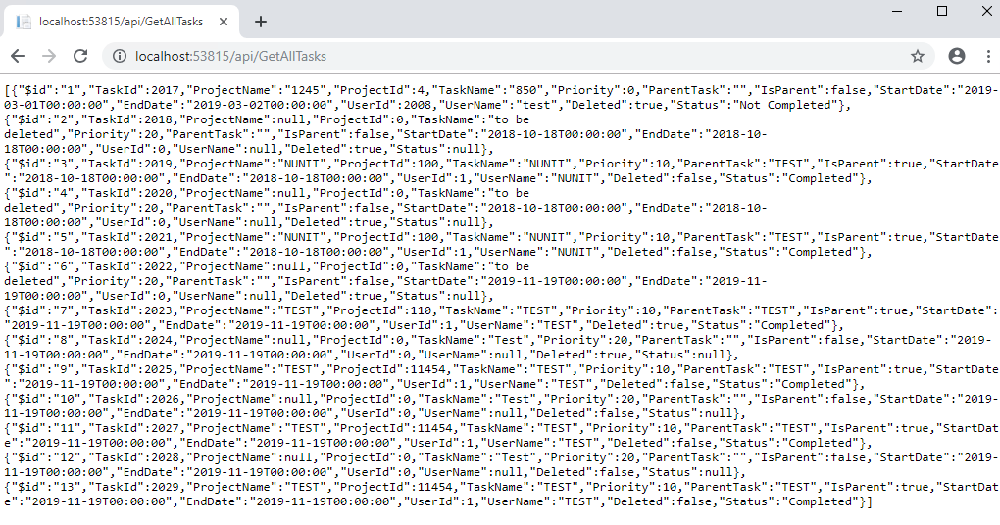 localhost:53815/api/GetAllTasks
localhost:53815/api/GetAllTasks
[{"$id":"1","TaskId":2017,"ProjectName":"1245","ProjectId":4,"TaskName":"850","Priority":0,"ParentTask":"","IsParent":false,"StartDate":"2019-
03-01T00:00:00","EndDate":"2019-03-02T00:00:00","UserId":2008,"UserName":"test","Deleted":true,"Status":"Not Completed"},
{"$id":"2","TaskId":2018,"ProjectName":null,"ProjectId":0,"TaskName":"to be
deleted","Priority":20,"ParentTask":"","IsParent":false,"StartDate":"2018-10-18T00:00:00","EndDate":"2018-10-
18T00:00:00","UserId":0,"UserName":null,"Deleted":true,"Status":null},
{"$id":"3","TaskId":2019,"ProjectName":"NUNIT","ProjectId":100,"TaskName":"NUNIT","Priority":10,"ParentTask":"TEST","IsParent":true,"StartDate
":"2018-10-18T00:00:00","EndDate":"2018-10-18T00:00:00","UserId":1,"UserName":"NUNIT","Deleted":false,"Status":"Completed"},
{"$id":"4","TaskId":2020,"ProjectName":null,"ProjectId":0,"TaskName":"to be
deleted","Priority":20,"ParentTask":"","IsParent":false,"StartDate":"2018-10-18T00:00:00","EndDate":"2018-10-
18T00:00:00","UserId":0,"UserName":null,"Deleted":true,"Status":null},
{"$id":"5","TaskId":2021,"ProjectName":"NUNIT","ProjectId":100,"TaskName":"NUNIT","Priority":10,"ParentTask":"TEST","IsParent":true,"StartDate
":"2018-10-18T00:00:00","EndDate":"2018-10-18T00:00:00","UserId":1,"UserName":"NUNIT","Deleted":false,"Status":"Completed"},
{"$id":"6","TaskId":2022,"ProjectName":null,"ProjectId":0,"TaskName":"to be
deleted","Priority":20,"ParentTask":"","IsParent":false,"StartDate":"2019-11-19T00:00:00","EndDate":"2019-11-
19T00:00:00","UserId":0,"UserName":null,"Deleted":true,"Status":null},
{"$id":"7","TaskId":2023,"ProjectName":"TEST","ProjectId":110,"TaskName":"TEST","Priority":10,"ParentTask":"TEST","IsParent":true,"StartDate":
"2019-11-19T00:00:00","EndDate":"2019-11-19T00:00:00","UserId":1,"UserName":"TEST","Deleted":true,"Status":"Completed"},
{"$id":"8","TaskId":2024,"ProjectName":null,"ProjectId":0,"TaskName":"Test","Priority":20,"ParentTask":"","IsParent":false,"StartDate":"2019-
11-19T00:00:00","EndDate":"2019-11-19T00:00:00","UserId":0,"UserName":null,"Deleted":true,"Status":null},
{"$id":"9","TaskId":2025,"ProjectName":"TEST","ProjectId":11454,"TaskName":"TEST","Priority":10,"ParentTask":"TEST","IsParent":true,"StartDate
":"2019-11-19T00:00:00","EndDate":"2019-11-19T00:00:00","UserId":1,"UserName":"TEST","Deleted":false,"Status":"Completed"},
{"$id":"10","TaskId":2026,"ProjectName":null,"ProjectId":0,"TaskName":"Test","Priority":20,"ParentTask":"","IsParent":false,"StartDate":"2019-
11-19T00:00:00","EndDate":"2019-11-19T00:00:00","UserId":0,"UserName":null,"Deleted":false,"Status":null},
{"$id":"11","TaskId":2027,"ProjectName":"TEST","ProjectId":11454,"TaskName":"TEST","Priority":10,"ParentTask":"TEST","IsParent":true,"StartDat
e":"2019-11-19T00:00:00","EndDate":"2019-11-19T00:00:00","UserId":1,"UserName":"TEST","Deleted":false,"Status":"Completed"},
{"$id":"12","TaskId":2028,"ProjectName":null,"ProjectId":0,"TaskName":"Test","Priority":20,"ParentTask":"","IsParent":false,"StartDate":"2019-
11-19T00:00:00","EndDate":"2019-11-19T00:00:00","UserId":0,"UserName":null,"Deleted":false,"Status":null},
{"$id":"13","TaskId":2029,"ProjectName":"TEST","ProjectId":11454,"TaskName":"TEST","Priority":10,"ParentTask":"TEST","IsParent":true,"StartDat
e":"2019-11-19T00:00:00","EndDate":"2019-11-19T00:00:00","UserId":1,"UserName":"TEST","Deleted":false,"Status":"Completed"}]